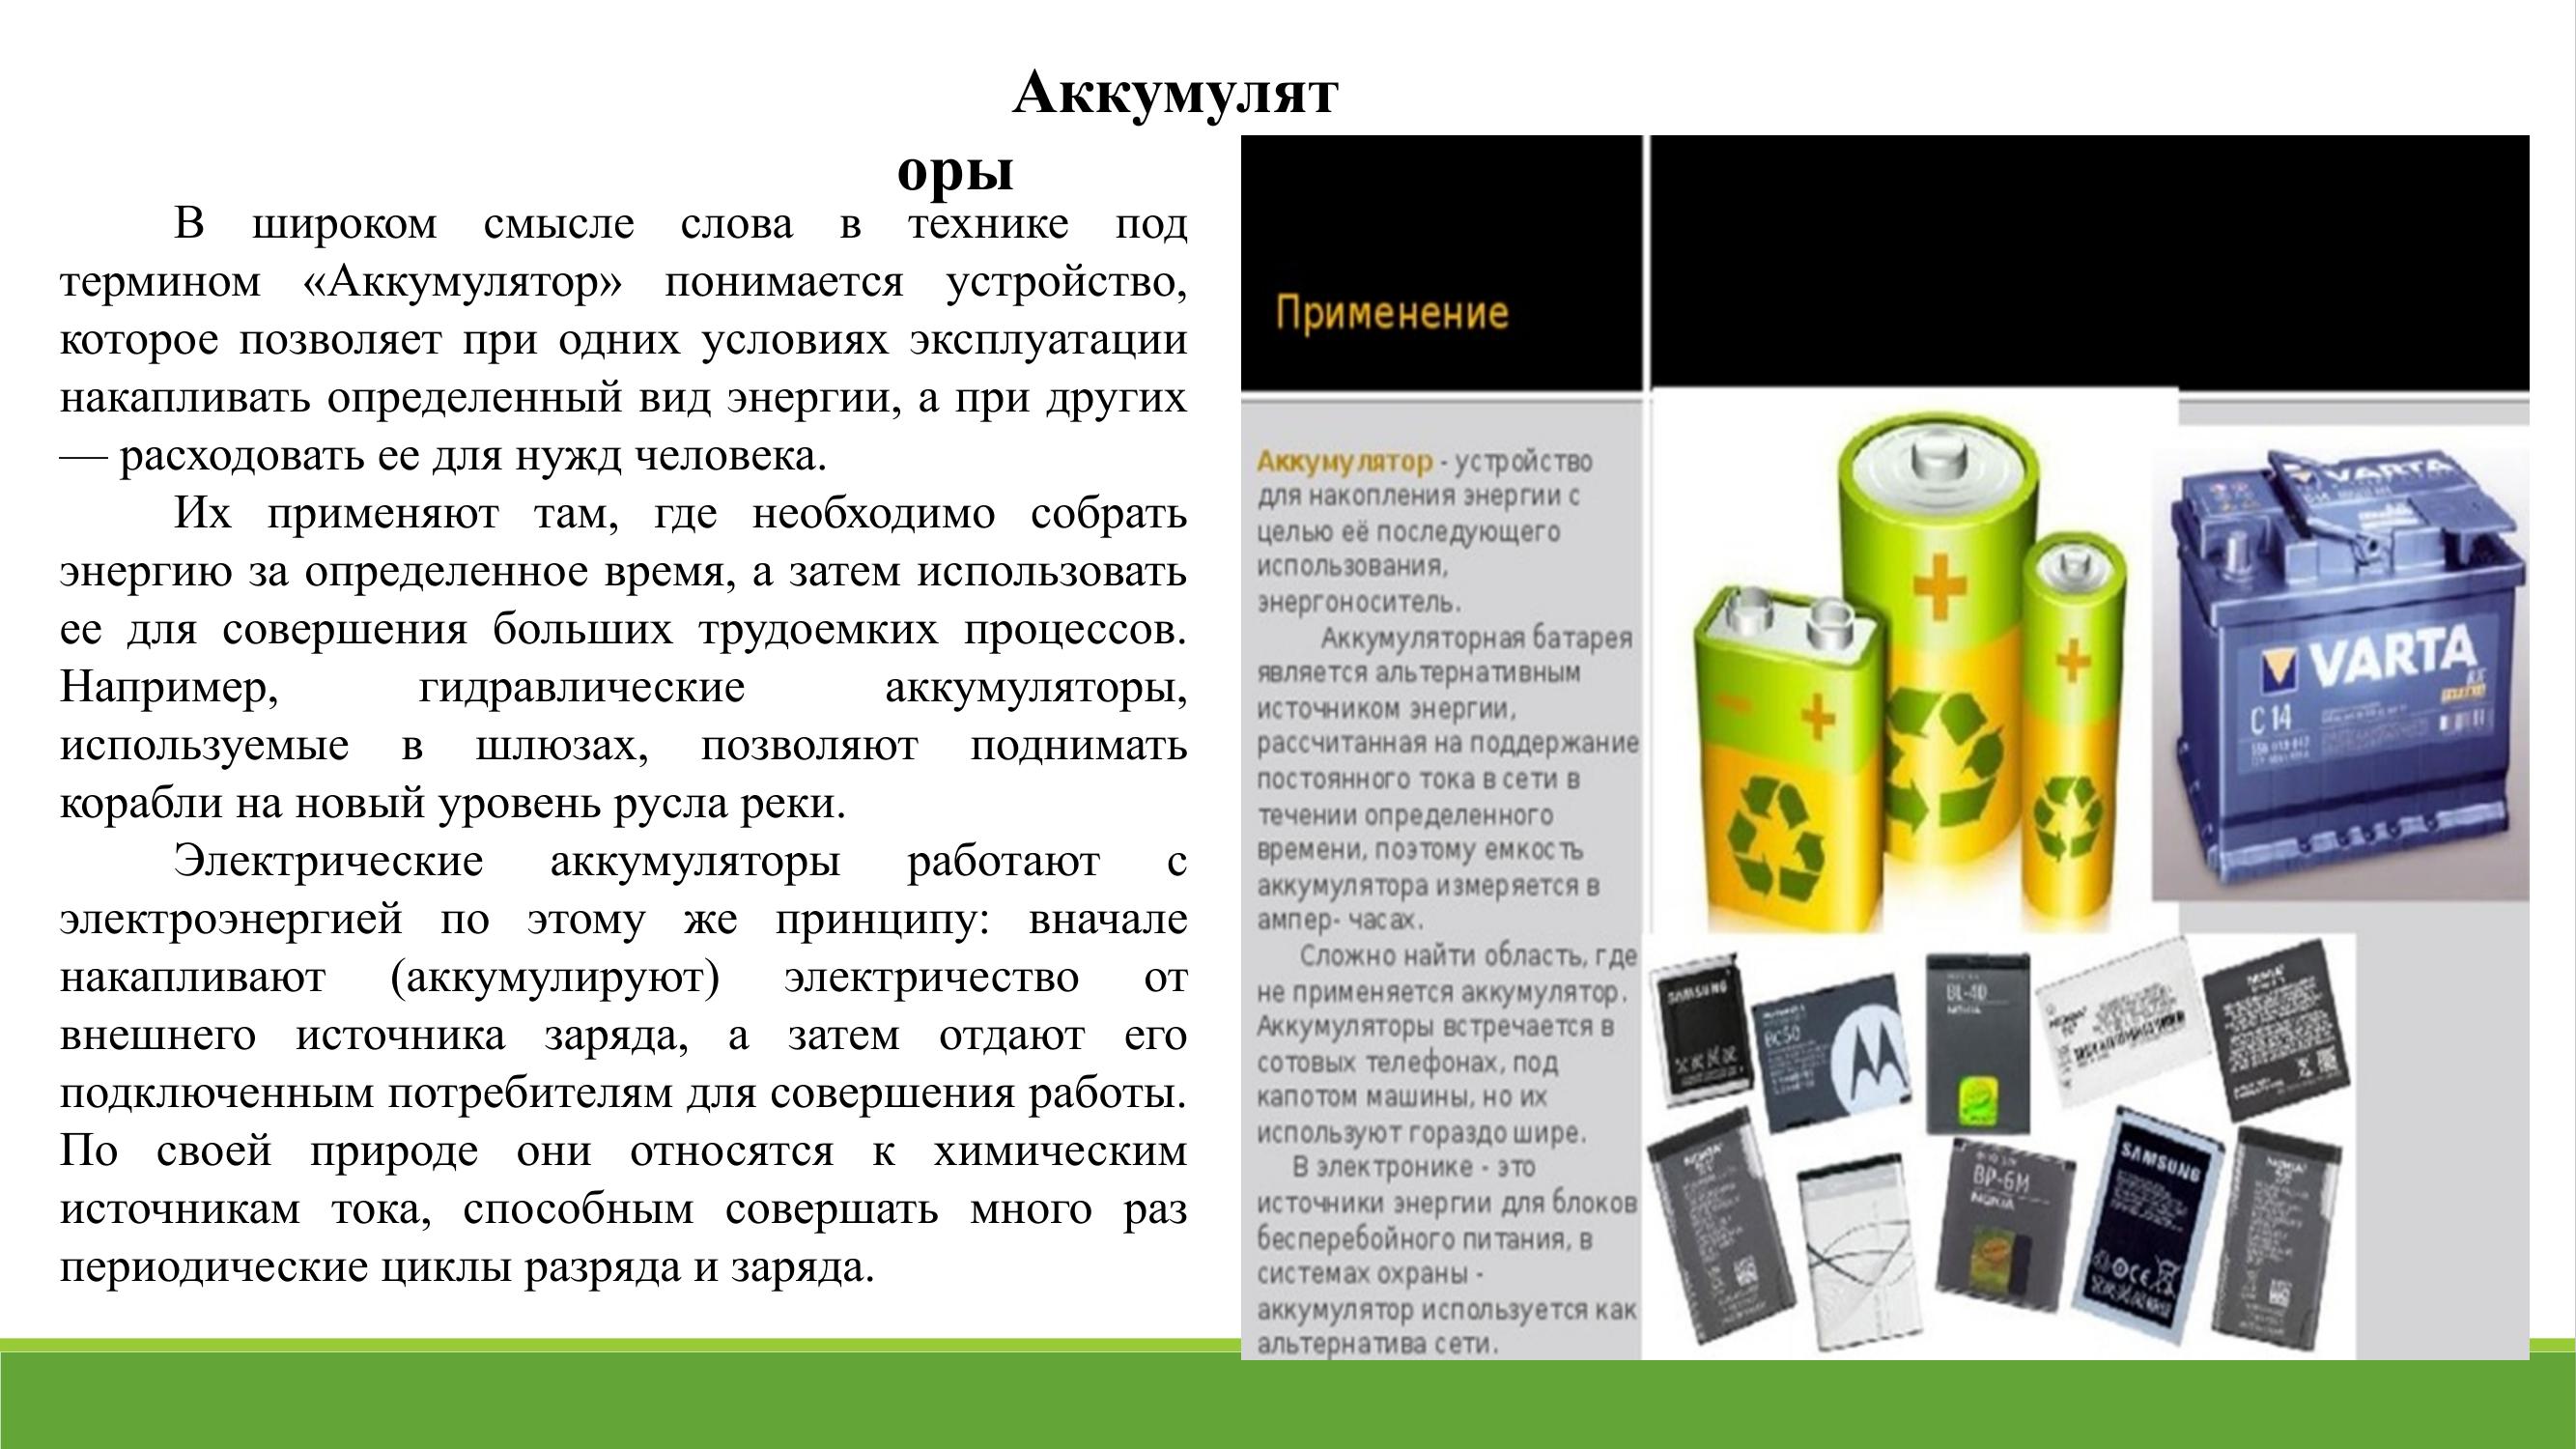 Аккумулят
оры
В широком смысле слова в технике под
термином «Аккумулятор» понимается устройство,
которое позволяет при одних условиях эксплуатации
накапливать определенный вид энергии, а при других
— расходовать ее для нужд человека.
Их применяют там, где необходимо собрать
энергию за определенное время, а затем использовать
ее для совершения больших трудоемких процессов.
Например, гидравлические аккумуляторы,
используемые в шлюзах, позволяют поднимать
корабли на новый уровень русла реки.
Электрические аккумуляторы работают с
электроэнергией по этому же принципу: вначале
накапливают (аккумулируют) электричество от
внешнего источника заряда, а затем отдают его
подключенным потребителям для совершения работы.
По своей природе они относятся к химическим
источникам тока, способным совершать много раз
периодические циклы разряда и заряда.
Применение
Аккумулятор - устройство
для накопления энергии с
целью её последующего
использования,
энергоноситель.
Аккумуляторная батарея
является альтернативным
источником энергии,
рассчитанная на поддержание
постоянного тока в сети в
течении определенного
времени, поэтому емкость
аккумулятора измеряется в
ампер- часах.
Сложно найти область, где
не применяется аккумулятор.
Аккумуляторы встречается в
сотовых телефонах, под
капотом машины, но их
используют гораздо шире.
В электронике - это
источники энергии для блоков
бесперебойного питания, в
системах охраны -
аккумулятор используется как
альтернатива сети.
VARTA
VARTA
C 14
SAMSUNG
BC50
BL-4D
NOKIA
NOKIA
NOKIA
NOKIA
BP-6M
NOKIA
SAMSUNG
NOKIA